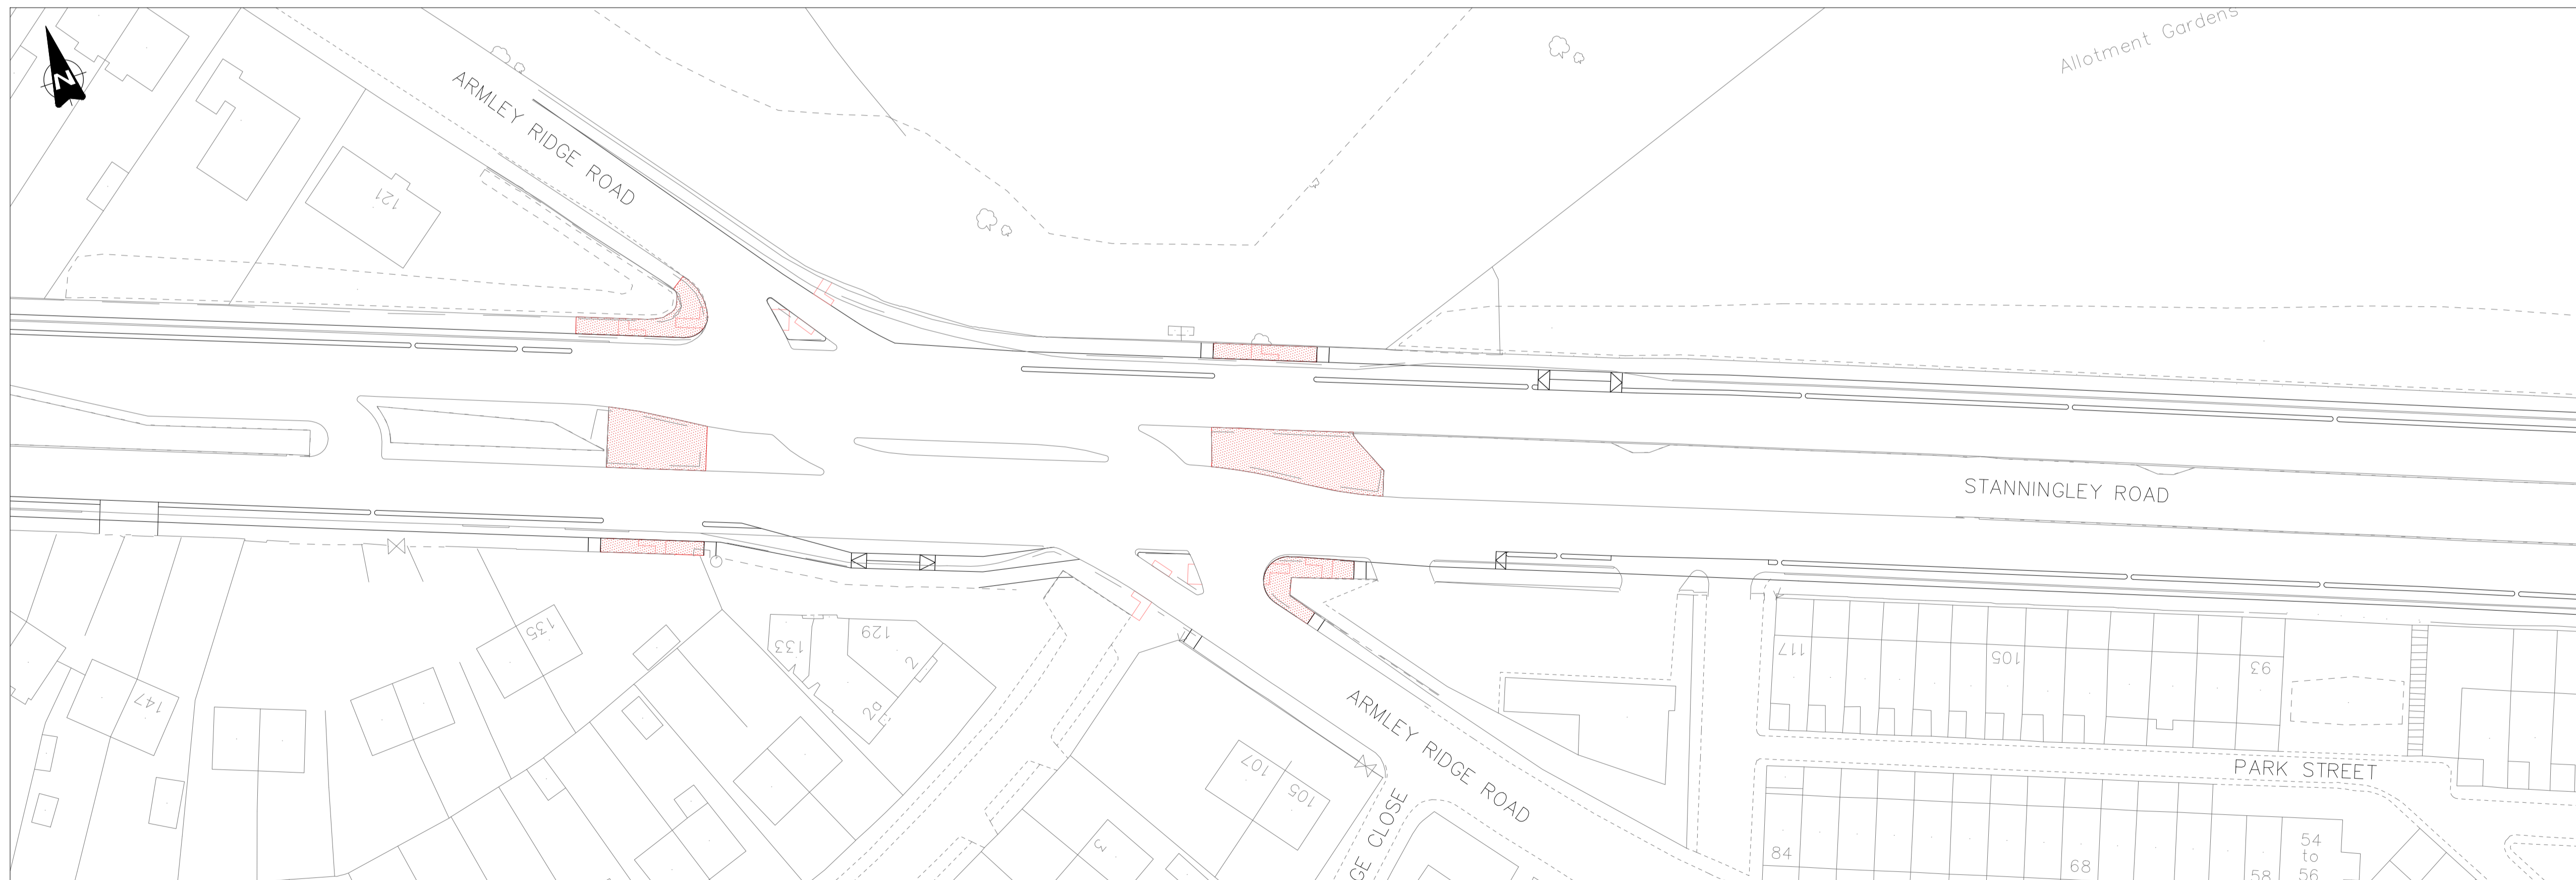 Allotment Gardens
N
ARMLEY RIDGE ROAD
121
STANNINGLEY ROAD
135
133
129
2
2a
147
117
105
93
ARMLEY RIDGE ROAD
107
105
3
GE CLOSE
PARK STREET
84
68
58
54
to
56